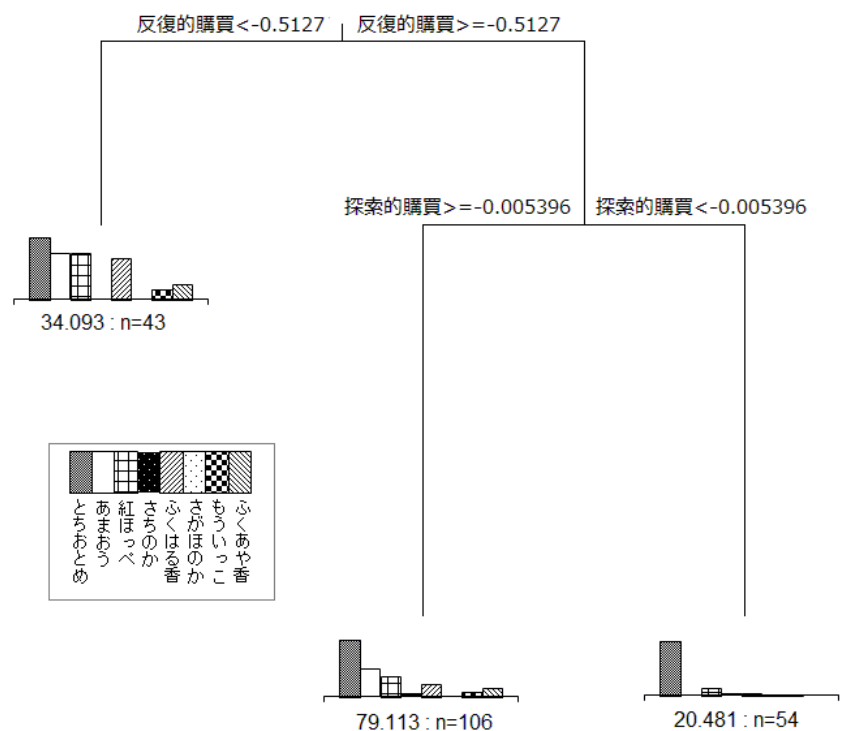 反復的購買<-0.5127
反復的購買>=-0.5127
探索的購買>=-0.005396
探索的購買<-0.005396
34.093 : n=43
とちおとめ
あまおう
紅ほっぺ
さちのか
ふくはる香
さがほのか
もういっこ
ふくあや香
79.113 : n=106
20.481 : n=54